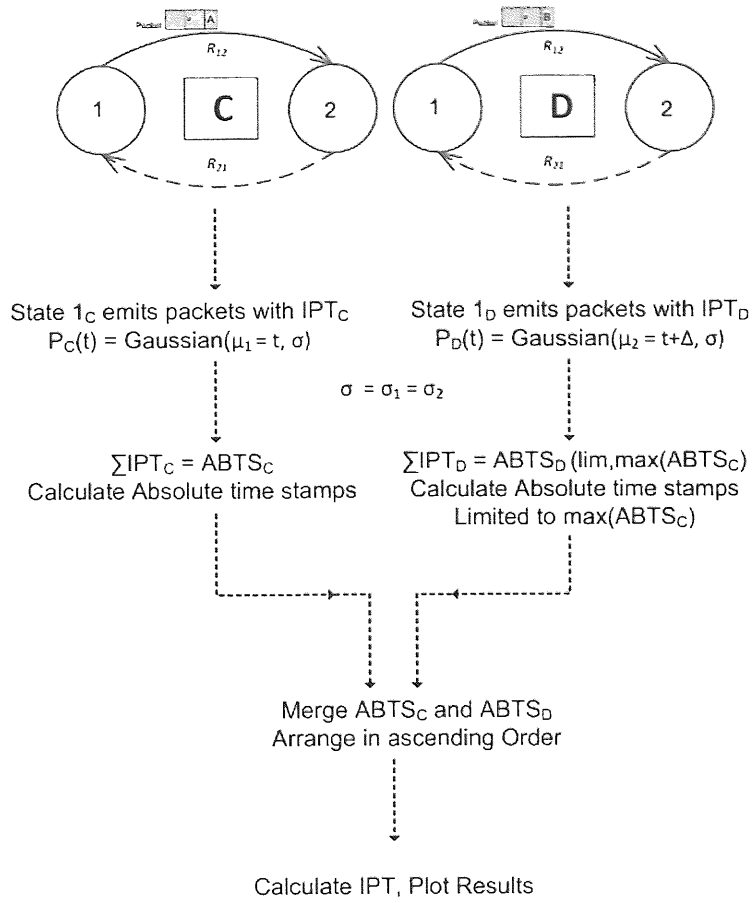 Packet A
Packet B
R12
R12
1
C
2
1
D
2
R21
R21
State 1C emits packets with IPTC
PC(t) = Gaussian(μ1 = t, σ)
State 1D emits packets with IPTD
PD(t) = Gaussian(μ2 = t+Δ, σ)
σ = σ1 = σ2
∑IPTC = ABTSC
Calculate Absolute time stamps
∑IPTD = ABTSD (lim,max(ABTSC)
Calculate Absolute time stamps
Limited to max(ABTSC)
Merge ABTSC and ABTSD
Arrange in ascending Order
Calculate IPT, Plot Results